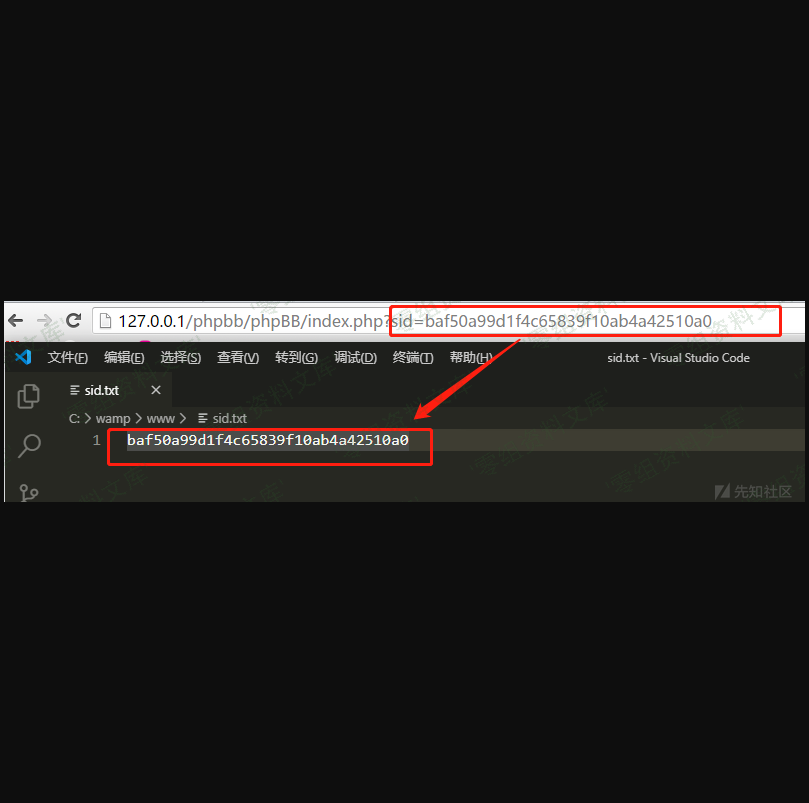 127.0.0.1/phpbb/phpBB/index.php?sid=baf50a99d1f4c65839f10ab4a42510a0
文件(F) 编辑(E) 选择(S) 查看(V) 转到(G) 调试(D) 终端(T) 帮助(H) sid.txt - Visual Studio Code
sid.txt
C: > wamp > www > sid.txt
1 baf50a99d1f4c65839f10ab4a42510a0
先知社区